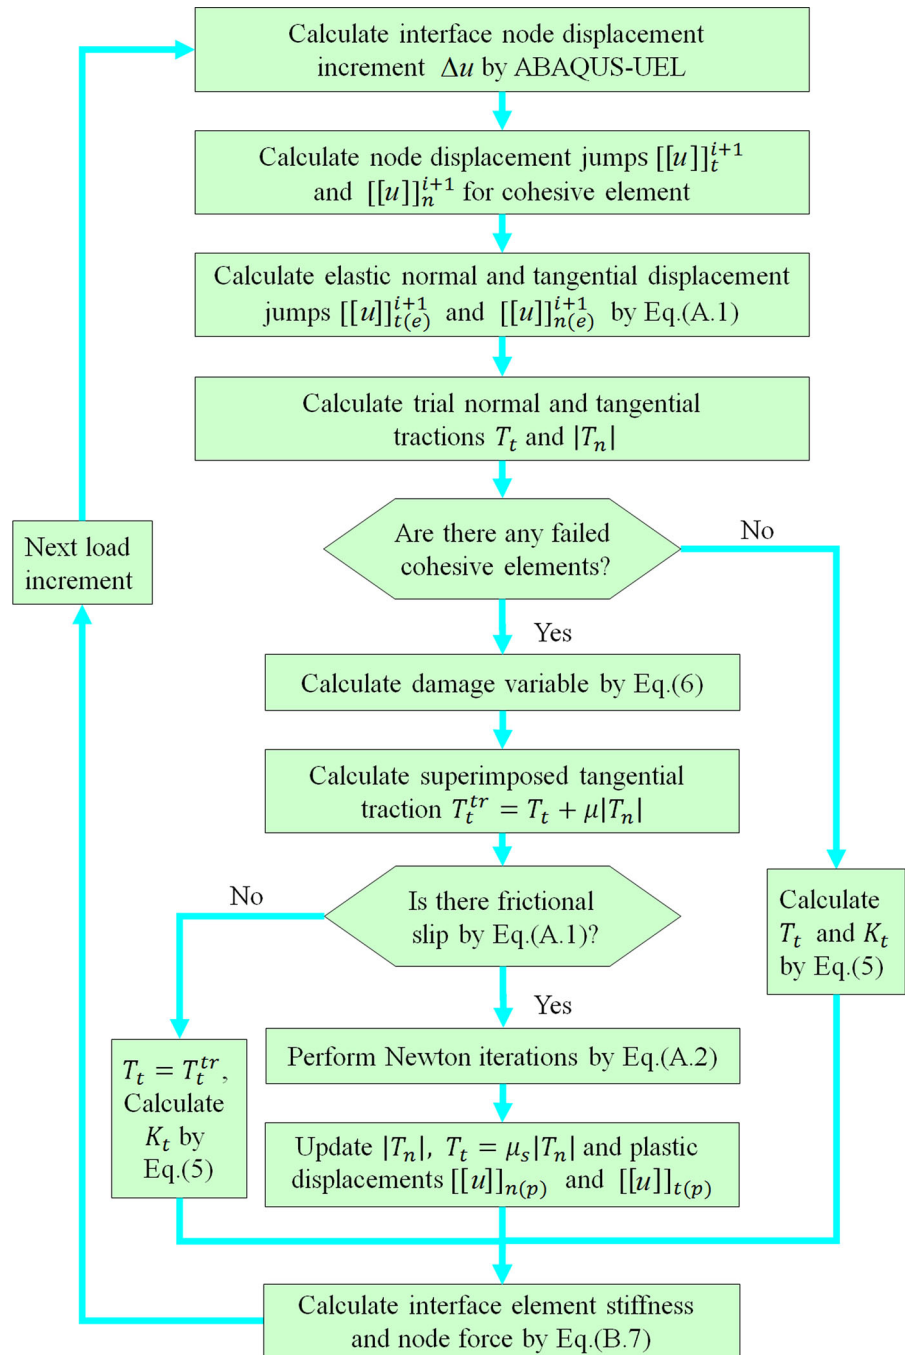 Calculate interface node displacement
increment Δu by ABAQUS-UEL
Calculate node displacement jumps [[u]]_t^{i+1}
and [[u]]_n^{i+1} for cohesive element
Calculate elastic normal and tangential displacement
jumps [[u]]_{t(e)}^{i+1} and [[u]]_{n(e)}^{i+1} by Eq.(A.1)
Calculate trial normal and tangential
tractions T_t and |T_n|
Are there any failed
cohesive elements?
No
Next load
increment
Yes
Calculate damage variable by Eq.(6)
Calculate superimposed tangential
traction T_t^{tr} = T_t + μ|T_n|
Is there frictional
slip by Eq.(A.1)?
No
Calculate
T_t and K_t
by Eq.(5)
Yes
Perform Newton iterations by Eq.(A.2)
T_t = T_t^{tr},
Calculate
K_t by
Eq.(5)
Update |T_n|, T_t = μ_s|T_n| and plastic
displacements [[u]]_{n(p)} and [[u]]_{t(p)}
Calculate interface element stiffness
and node force by Eq.(B.7)